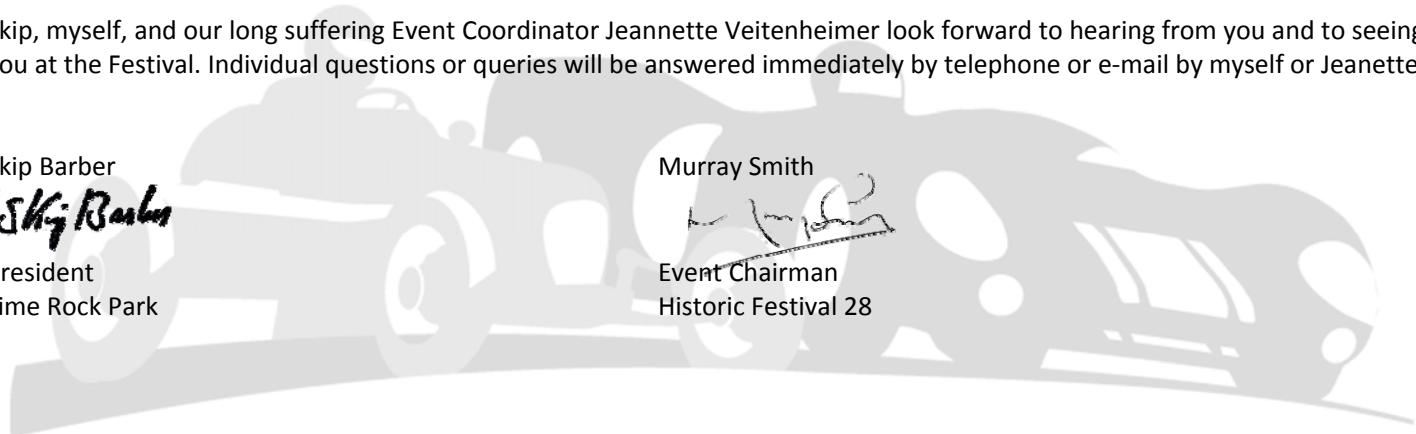 kip, myself, and our long suffering Event Coordinator Jeannette Veitenheimer look forward to hearing from you and to seeing
ou at the Festival. Individual questions or queries will be answered immediately by telephone or e-mail by myself or Jeanette
kip Barber
Murray Smith
Skip Barber
resident
Event Chairman
ime Rock Park
Historic Festival 28